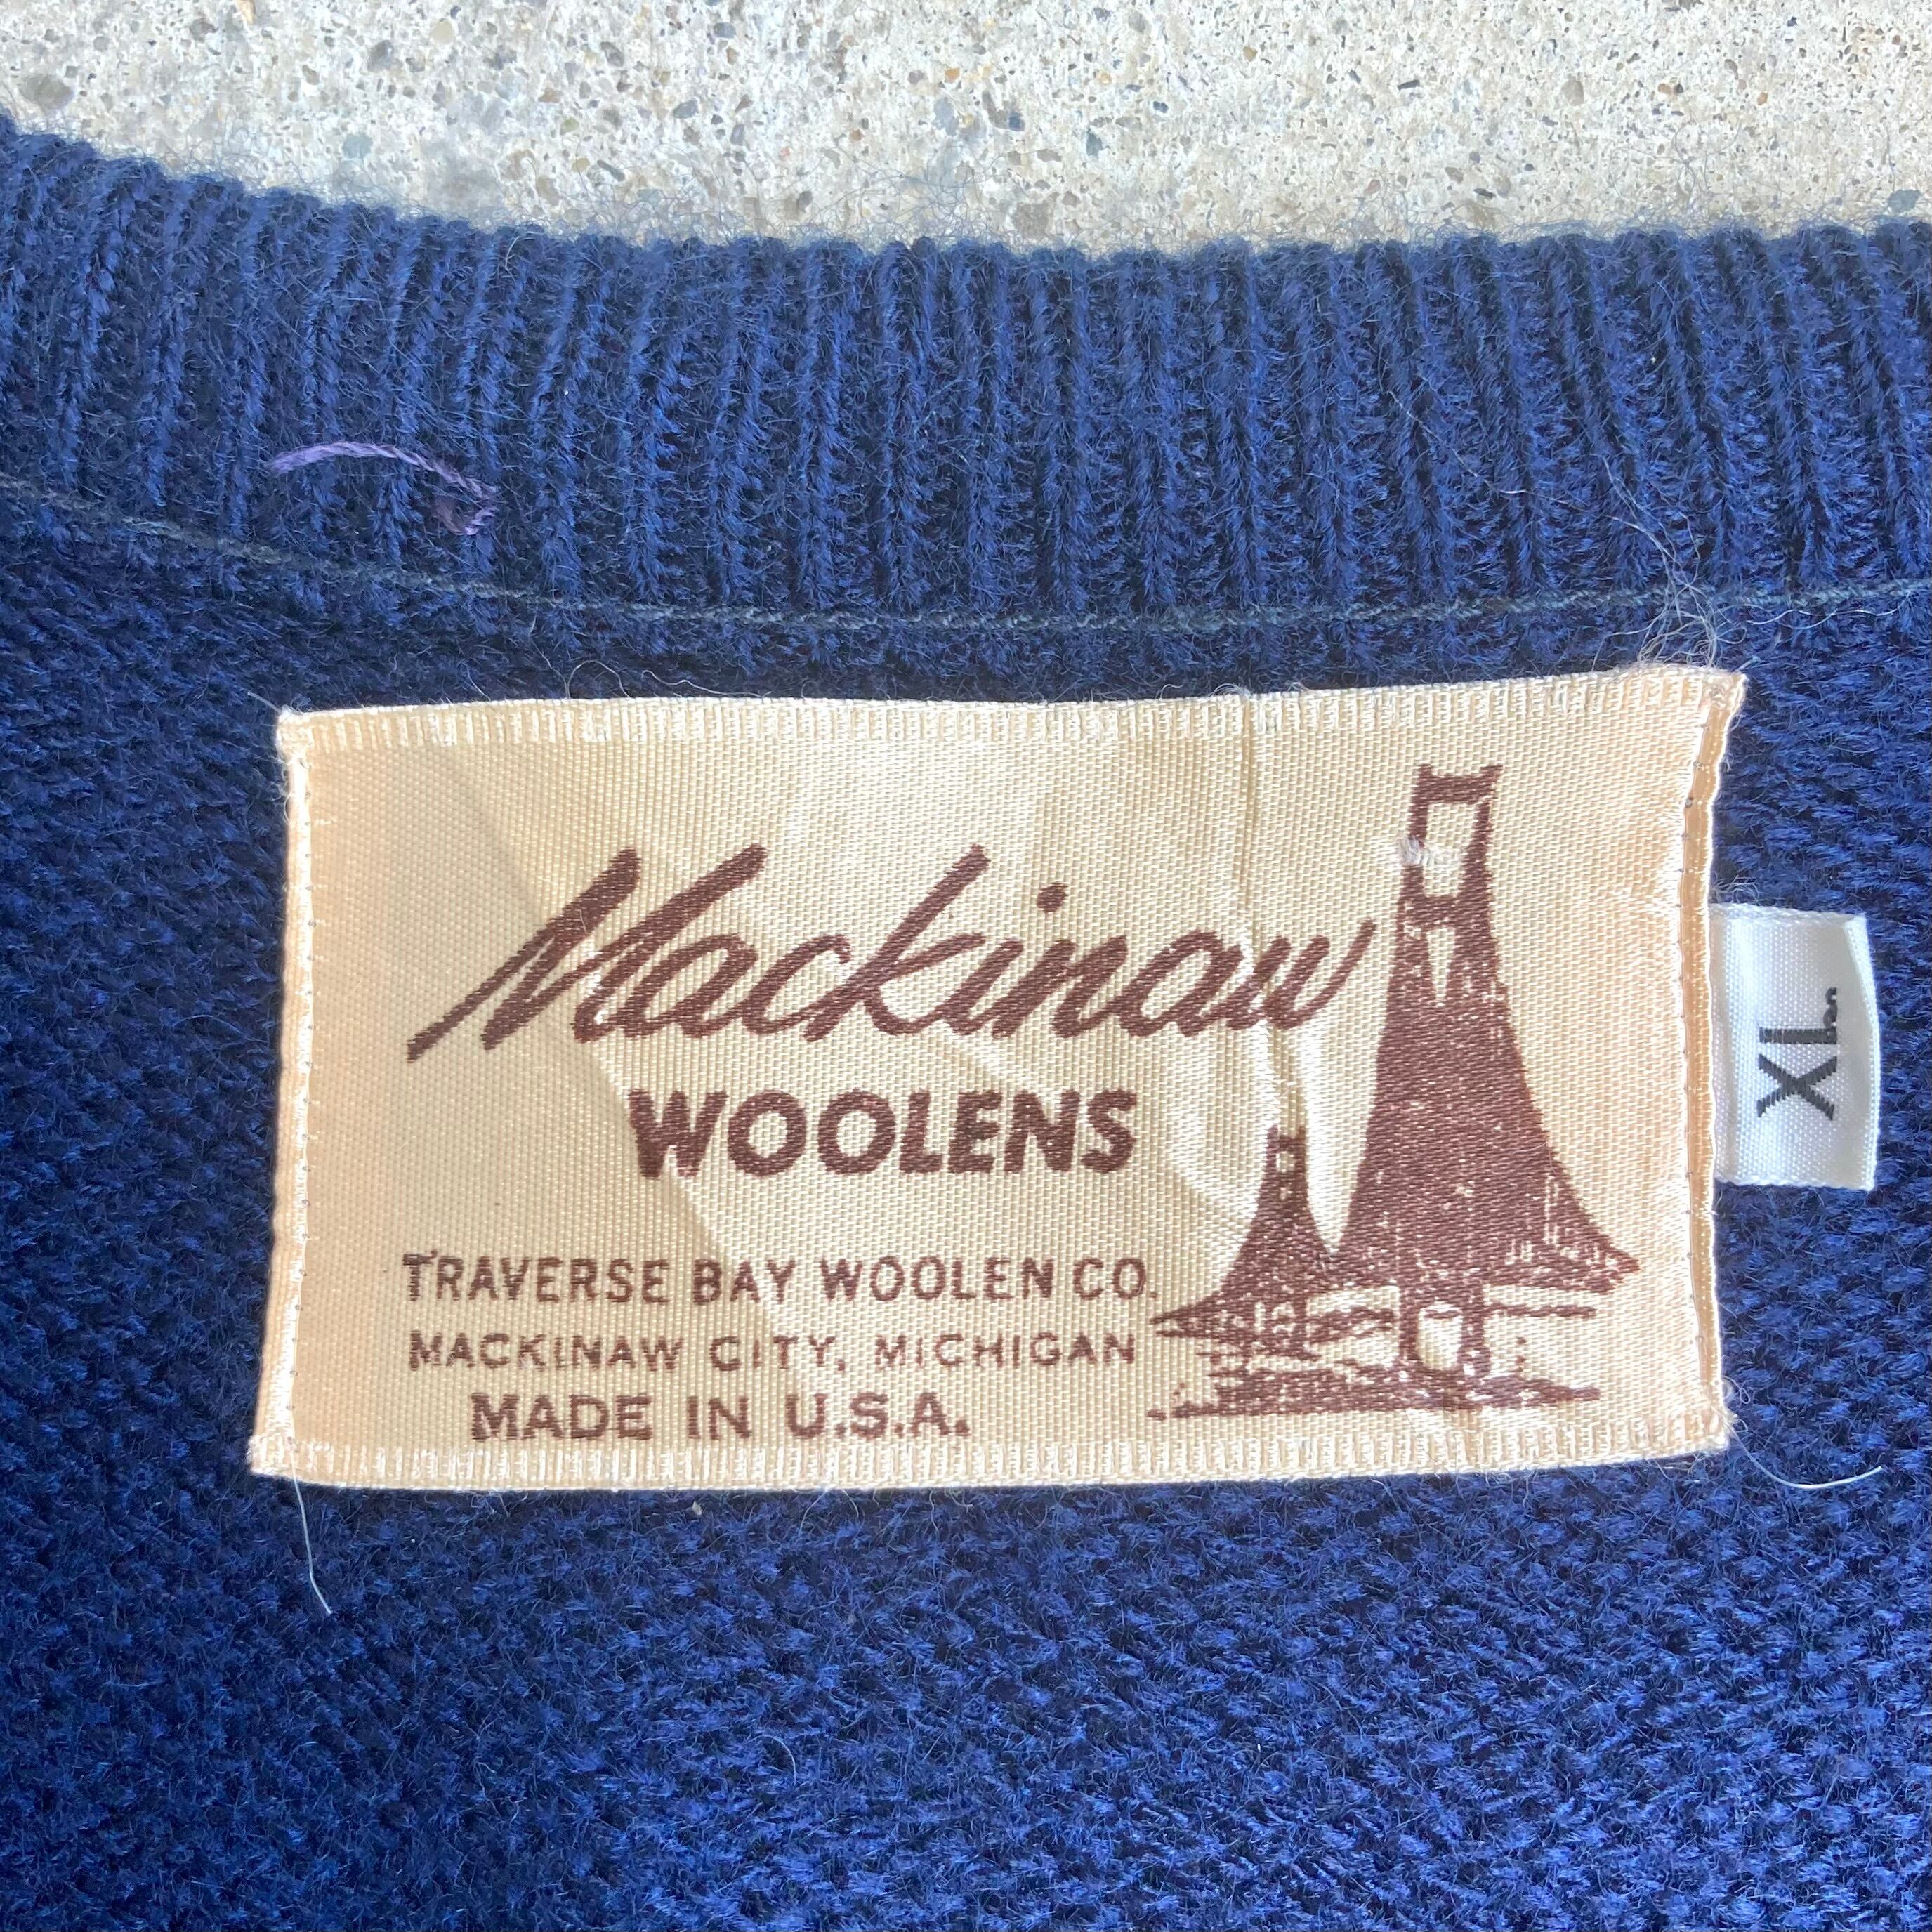 Mackinaw
WOOLENS
TRAVERSE BAY WOOLEN CO.
MACKINAW CITY, MICHIGAN
MADE IN U.S.A.
XL